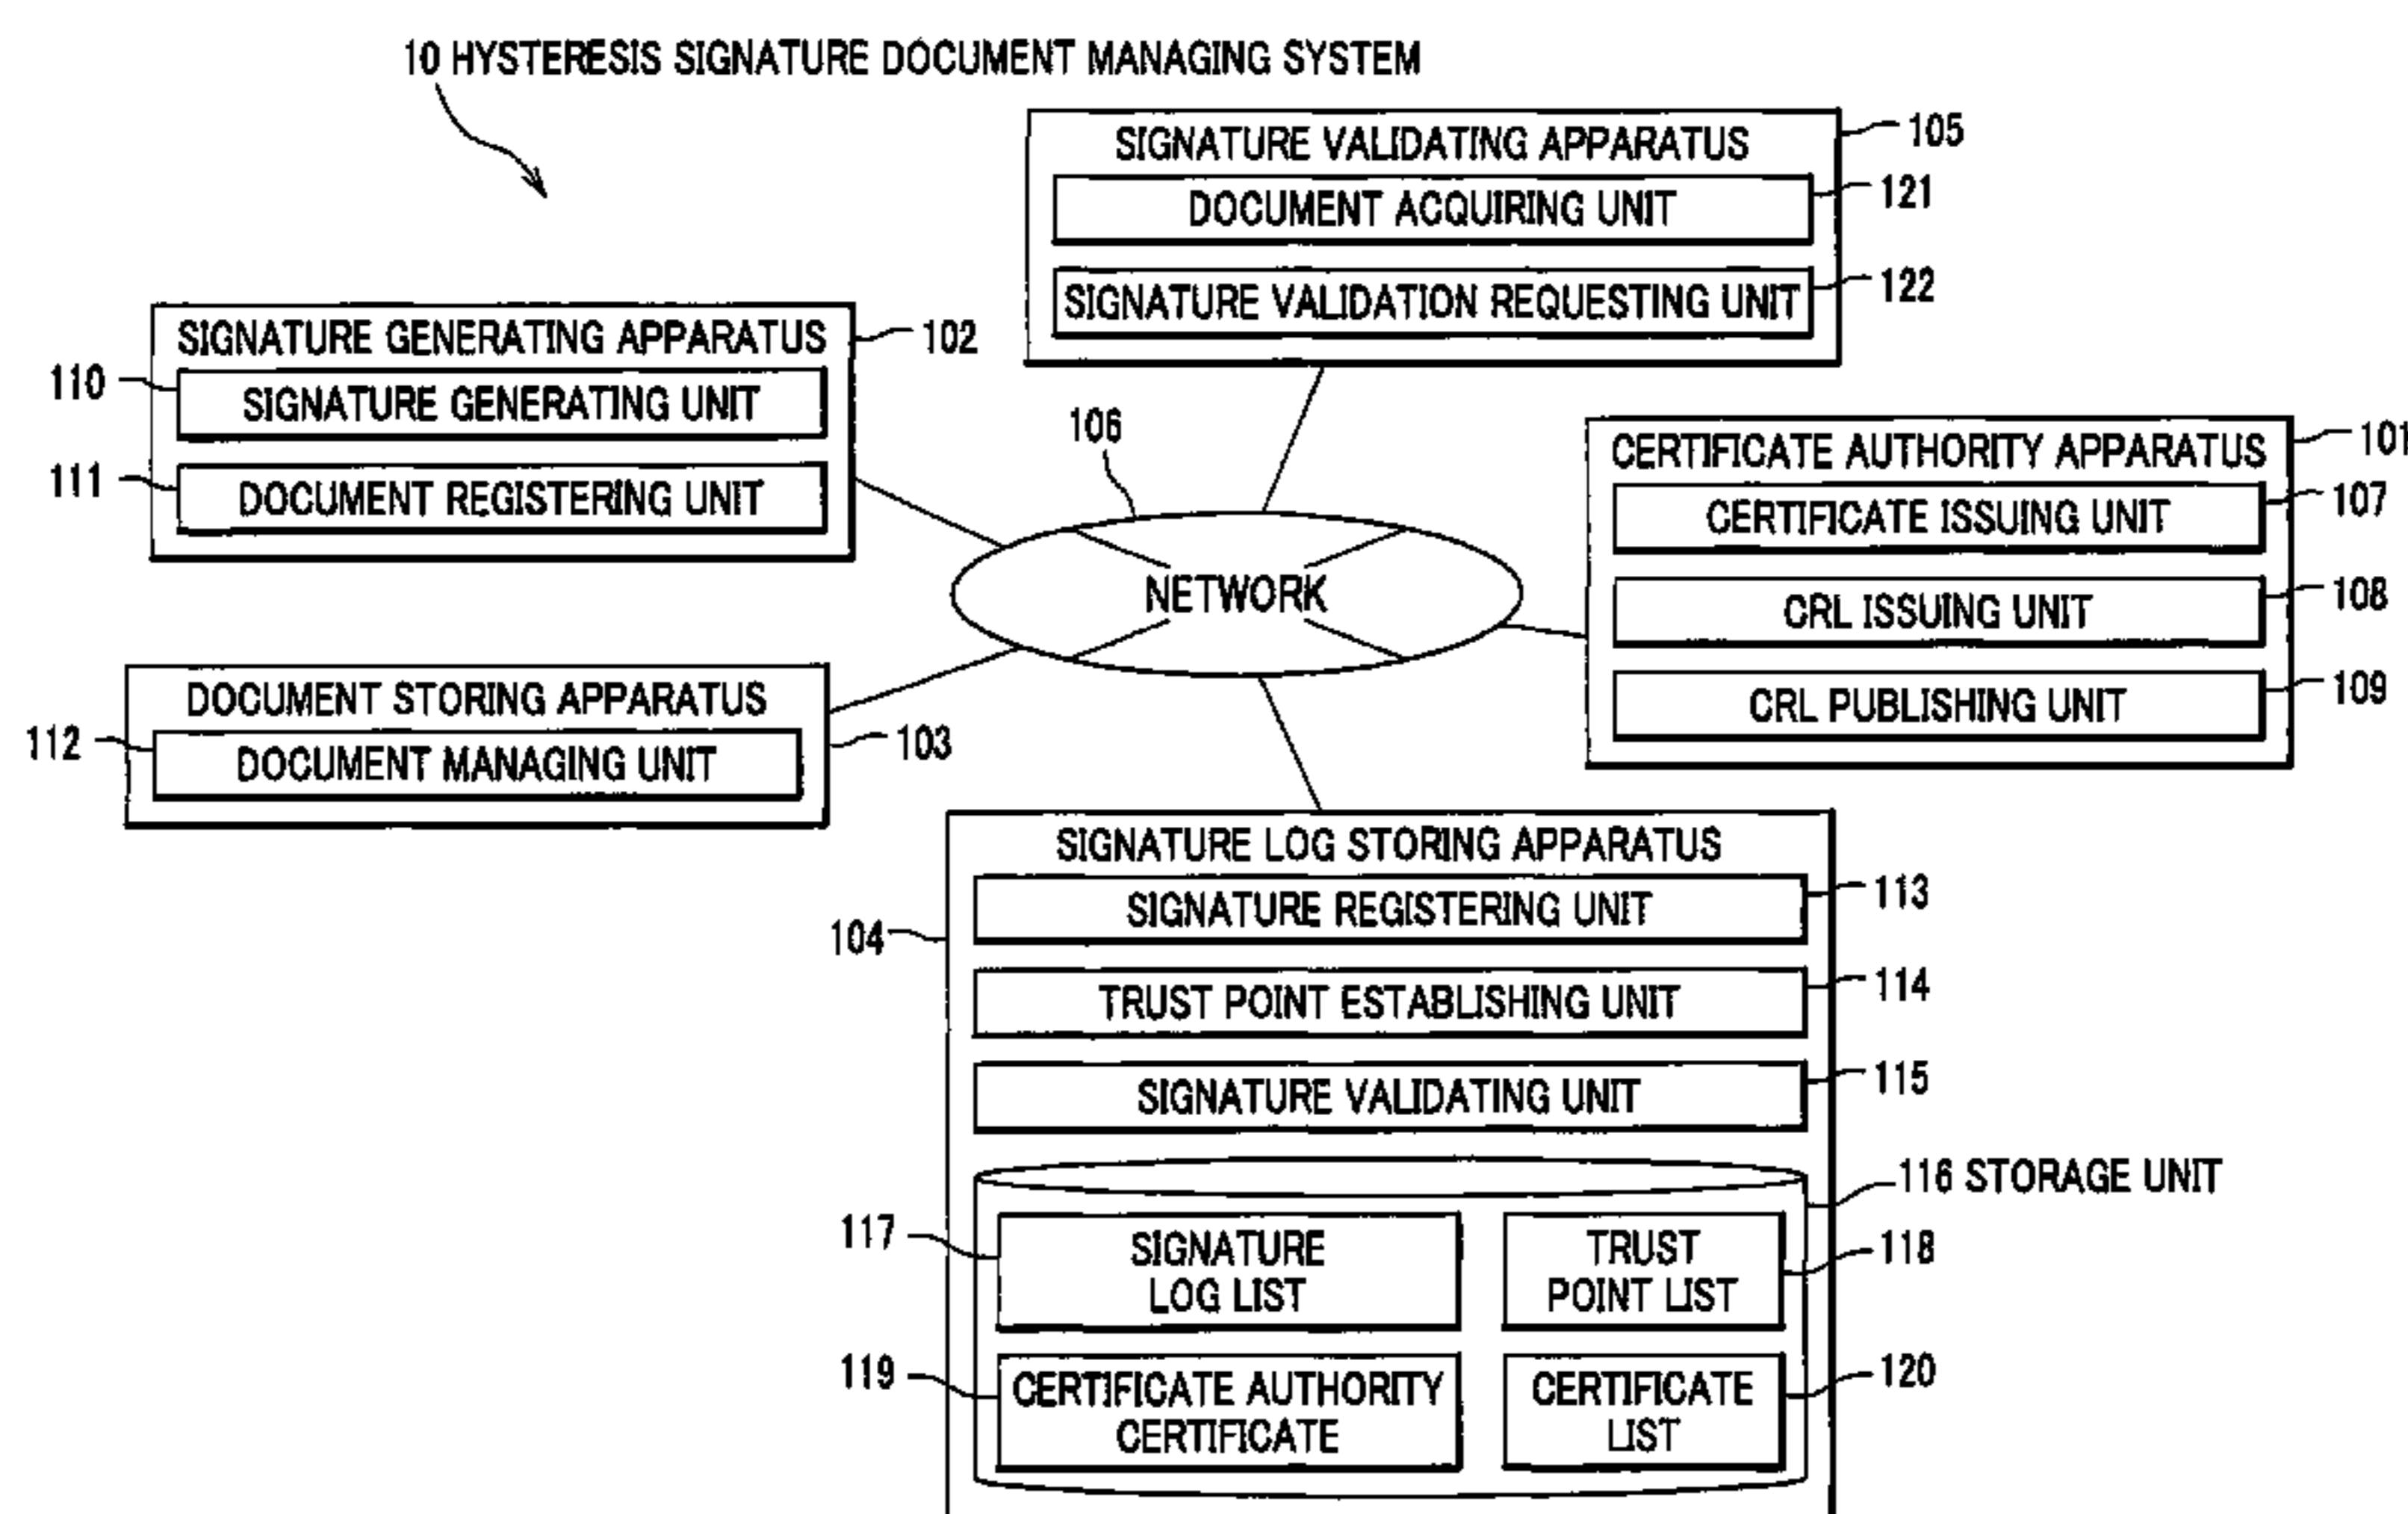 10 HYSTERESIS SIGNATURE DOCUMENT MANAGING SYSTEM
SIGNATURE VALIDATING APPARATUS
105
DOCUMENT ACQUIRING UNIT
121
SIGNATURE VALIDATION REQUESTING UNIT
122
SIGNATURE GENERATING APPARATUS
102
110
SIGNATURE GENERATING UNIT
111
DOCUMENT REGISTERING UNIT
106
NETWORK
CERTIFICATE AUTHORITY APPARATUS
101
CERTIFICATE ISSUING UNIT
107
CRL ISSUING UNIT
108
CRL PUBLISHING UNIT
109
DOCUMENT STORING APPARATUS
103
112
DOCUMENT MANAGING UNIT
SIGNATURE LOG STORING APPARATUS
104
SIGNATURE REGISTERING UNIT
113
TRUST POINT ESTABLISHING UNIT
114
SIGNATURE VALIDATING UNIT
115
116 STORAGE UNIT
117
SIGNATURE
LOG LIST
TRUST
POINT LIST
118
119
CERTIFICATE AUTHORITY
CERTIFICATE
CERTIFICATE
LIST
120